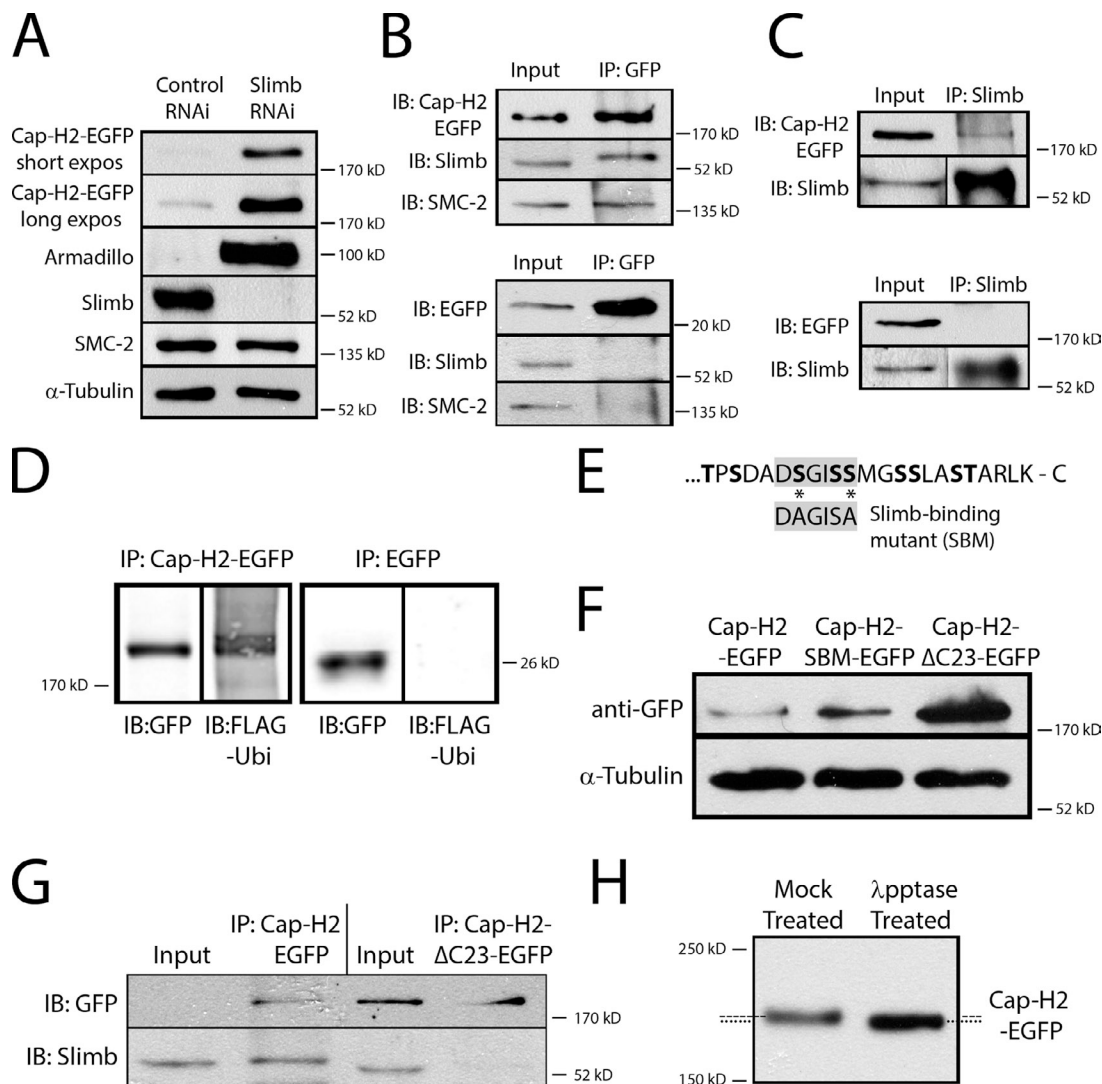 A
Control RNAi
Slimb RNAi
Cap-H2-EGFP short expos
170 kD
Cap-H2-EGFP long expos
170 kD
Armadillo
100 kD
Slimb
52 kD
SMC-2
135 kD
α-Tubulin
52 kD
B
Input
IP: GFP
IB: Cap-H2 EGFP
170 kD
IB: Slimb
52 kD
IB: SMC-2
135 kD
Input
IP: GFP
IB: EGFP
20 kD
IB: Slimb
52 kD
IB: SMC-2
135 kD
C
Input
IP: Slimb
IB: Cap-H2 EGFP
170 kD
IB: Slimb
52 kD
Input
IP: Slimb
IB: EGFP
170 kD
IB: Slimb
52 kD
D
IP: Cap-H2-EGFP
IP: EGFP
170 kD
26 kD
IB:GFP
IB:FLAG -Ubi
IB:GFP
IB:FLAG -Ubi
E
...TPSDADSGISSMGSSLASTARLK - C
* *
DAGISA
Slimb-binding mutant (SBM)
F
Cap-H2 -EGFP
Cap-H2- SBM-EGFP
Cap-H2- ΔC23-EGFP
anti-GFP
170 kD
α-Tubulin
52 kD
G
Input
IP: Cap-H2 EGFP
Input
IP: Cap-H2- ΔC23-EGFP
IB: GFP
170 kD
IB: Slimb
52 kD
H
Mock Treated
λpptase Treated
250 kD
Cap-H2 -EGFP
150 kD